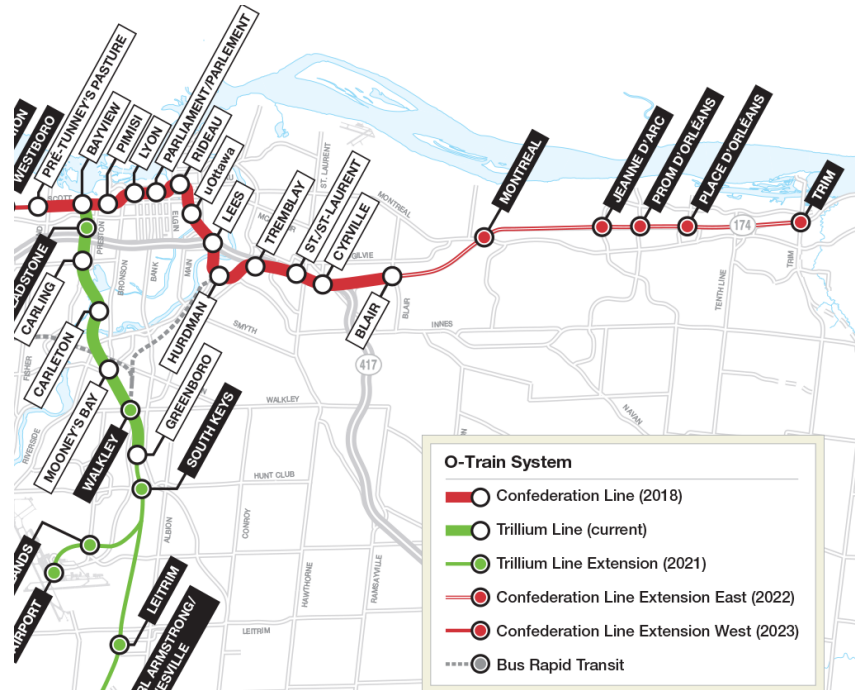 WESTBORO
PRÉ-TUNNEY'S PASTURE
BAYVIEW
PIMISI
LYON
PARLIAMENT/PARLEMENT
RIDEAU
uOttawa
LEES
TREMBLAY
ST./ST-LAURENT
CYRVILLE
BLAIR
MONTREAL
JEANNE D'ARC
PROM D'ORLÉANS
PLACE D'ORLÉANS
TRIM
HURDMAN
CARLING
CARLETON
MOONEY'S BAY
WALKLEY
GREENBORO
SOUTH KEYS
AIRPORT
LEITRIM
ARMSTRONG/
SCOTT
PRESTON
BRONSON
BANK
ELGIN
MAIN
ST. LAURENT
MONTREAL
OGILVIE
BLAIR
SMYTH
INNES
174
TENTH LINE
TRIM
417
FISHER
RIVERSIDE
WALKLEY
NAVAN
HUNT CLUB
ALBION
CONROY
HAWTHORNE
RAMSAYVILLE
LEITRIM
O-Train System
Confederation Line (2018)
Trillium Line (current)
Trillium Line Extension (2021)
Confederation Line Extension East (2022)
Confederation Line Extension West (2023)
Bus Rapid Transit